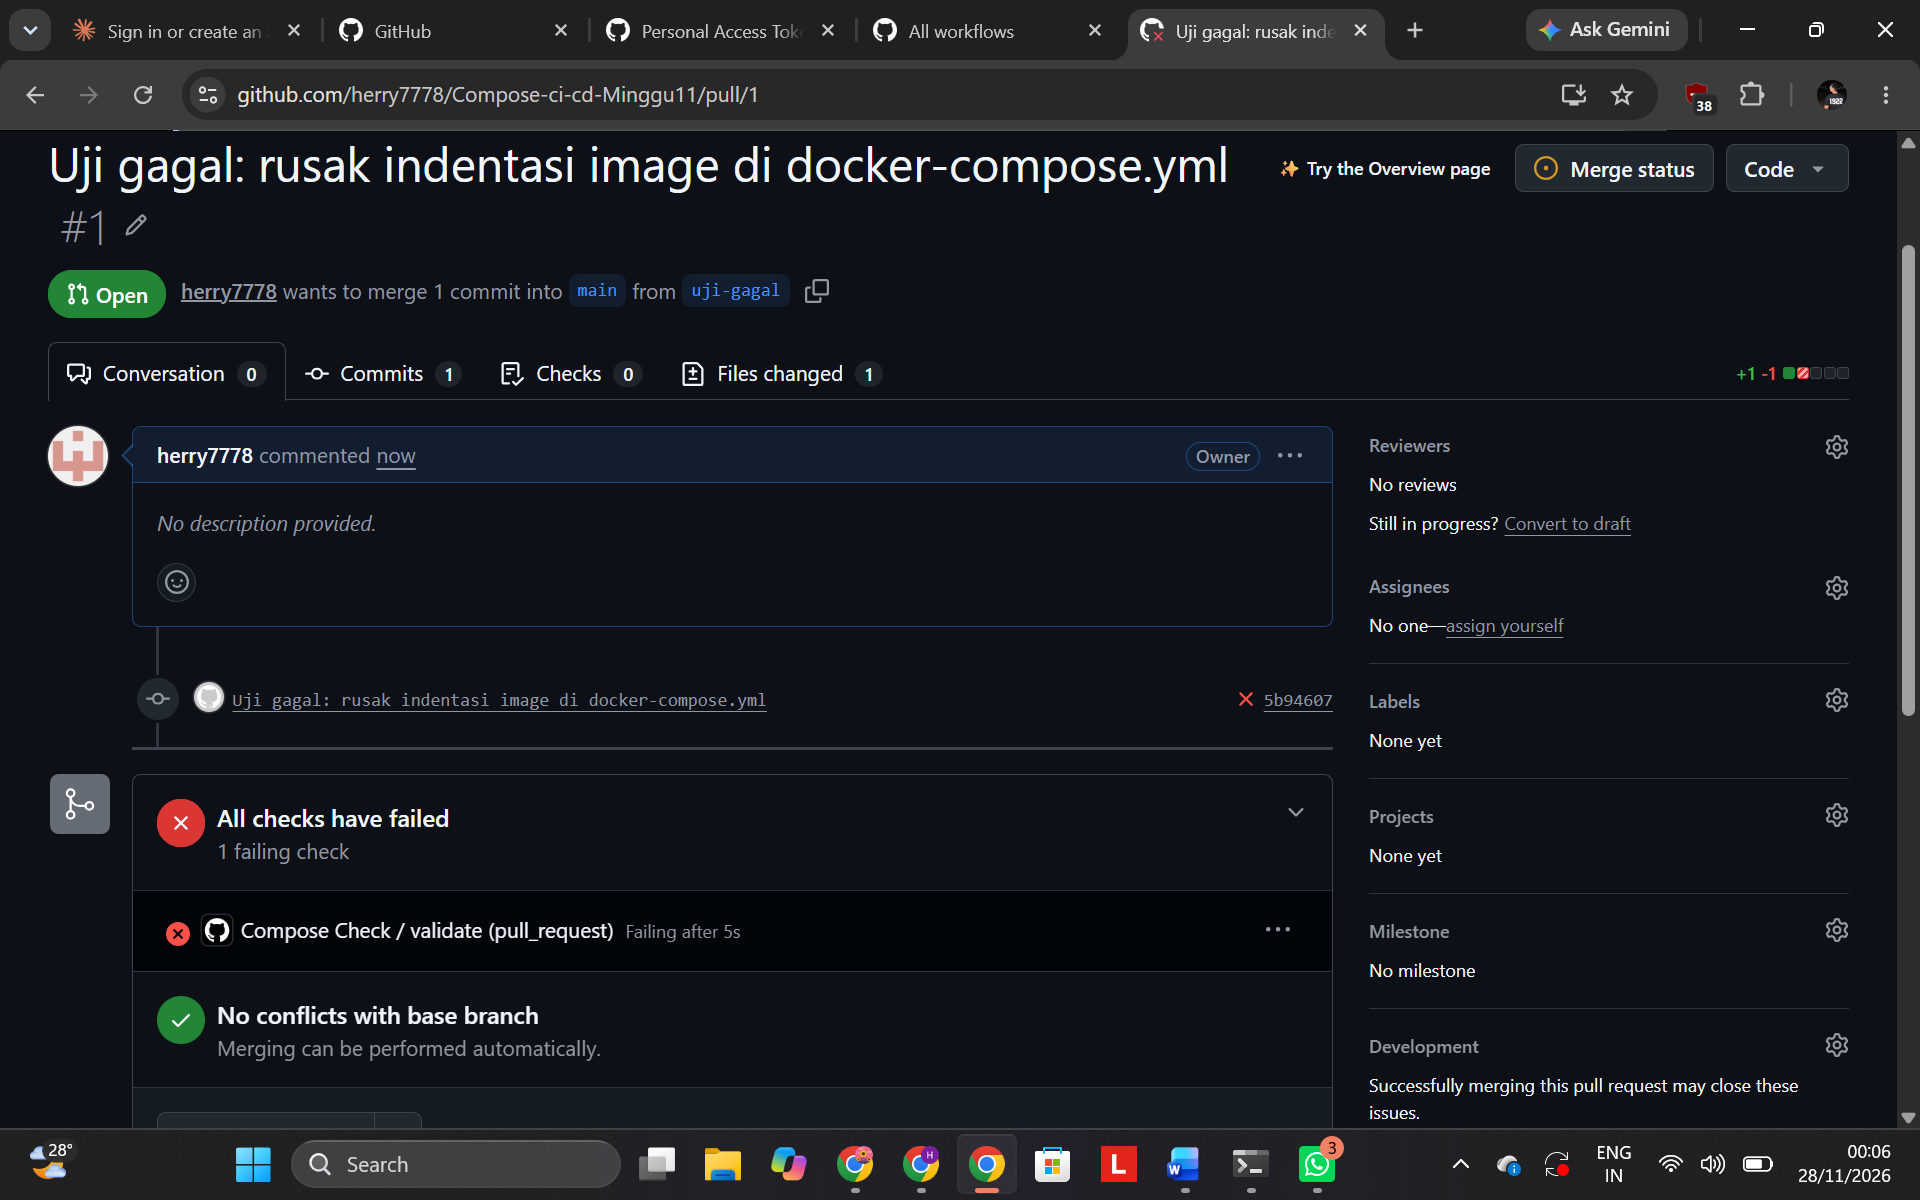 Sign in or create an
GitHub
Personal Access Tok
All workflows
Uji gagal: rusak inde
Ask Gemini
github.com/herry7778/Compose-ci-cd-Minggu11/pull/1
38
Uji gagal: rusak indentasi image di docker-compose.yml
#1
Try the Overview page
Merge status
Code
Open
herry7778 wants to merge 1 commit into main from uji-gagal
Conversation 0
Commits 1
Checks 0
Files changed 1
+1 -1
herry7778 commented now
Owner
No description provided.
Uji gagal: rusak indentasi image di docker-compose.yml
5b94607
All checks have failed
1 failing check
Compose Check / validate (pull_request) Failing after 5s
No conflicts with base branch
Merging can be performed automatically.
Reviewers
No reviews
Still in progress? Convert to draft
Assignees
No one—assign yourself
Labels
None yet
Projects
None yet
Milestone
No milestone
Development
Successfully merging this pull request may close these
issues.
28°
Search
H
L
W
3
ENG
IN
00:06
28/11/2026